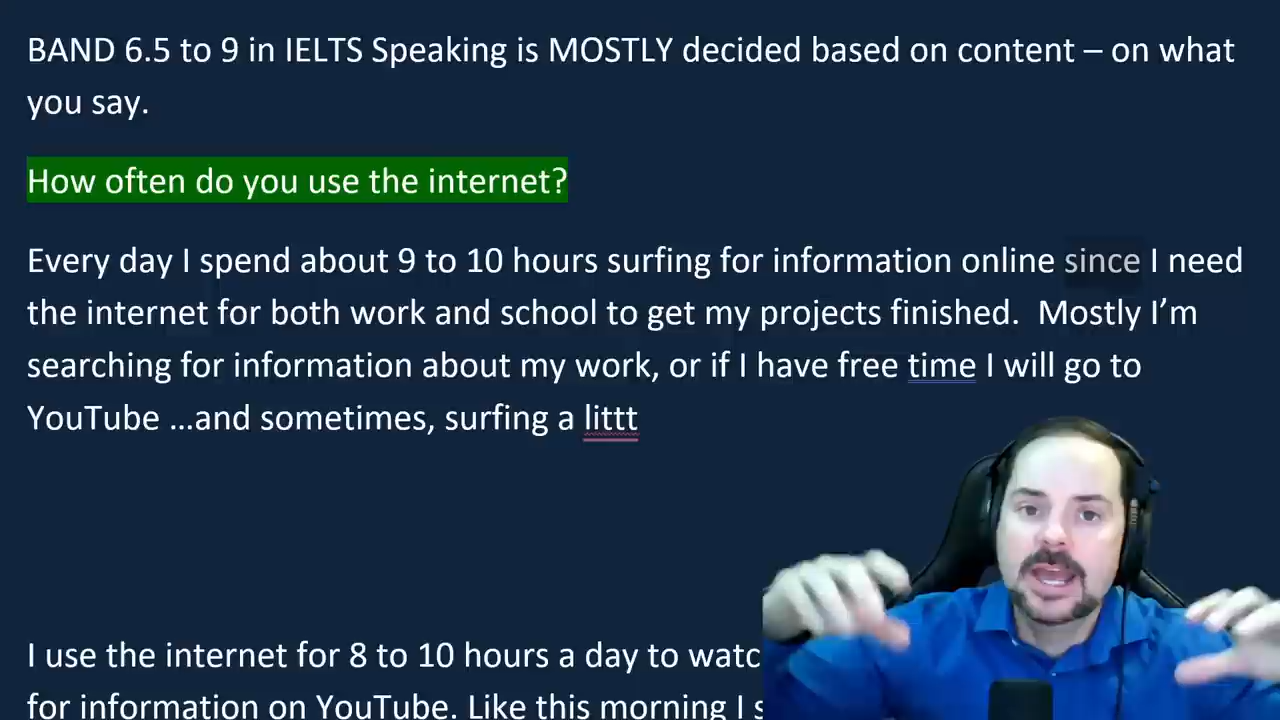 BAND 6.5 to 9 in IELTS Speaking is MOSTLY decided based on content – on what
you say.
How often do you use the internet?
Every day I spend about 9 to 10 hours surfing for information online since I need
the internet for both work and school to get my projects finished.  Mostly I’m
searching for information about my work, or if I have free time I will go to
YouTube …and sometimes, surfing a littt
I use the internet for 8 to 10 hours a day to
for information on YouTube. Like this morning I